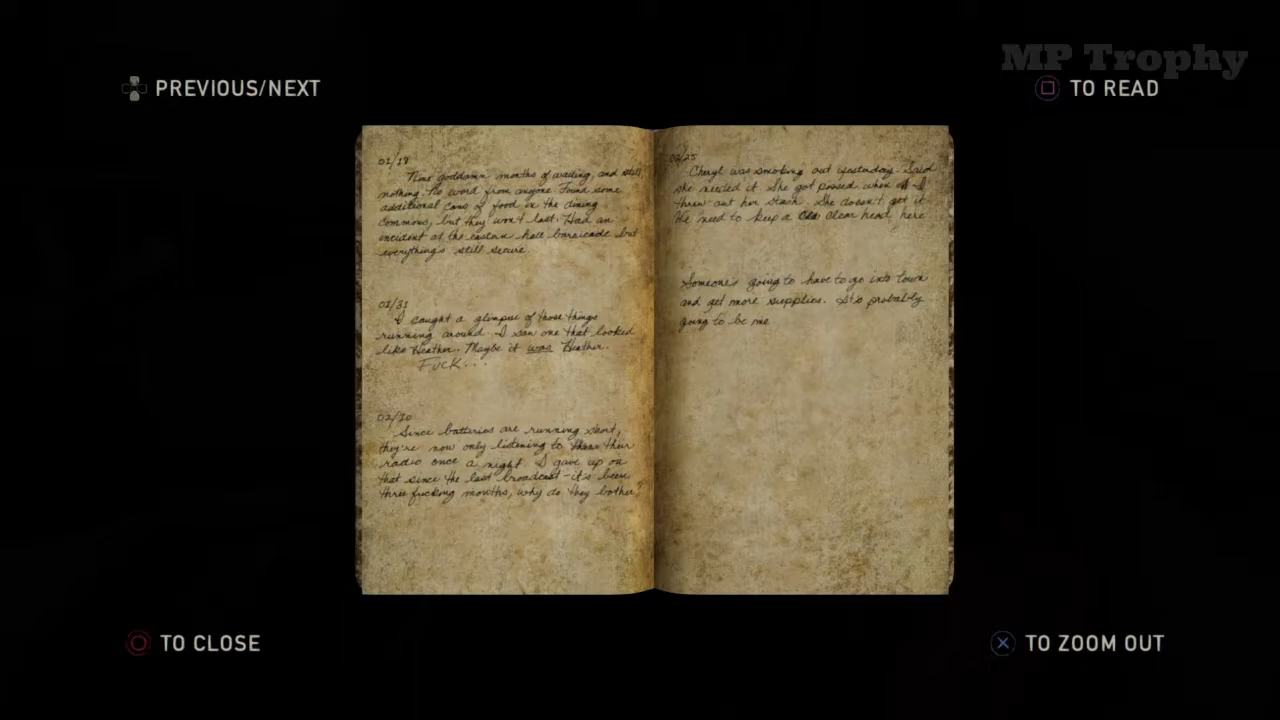 MP Trophy
PREVIOUS/NEXT
TO READ
01/19
Nine goddamn months of waiting, and still
nothing. No word from anyone. Found some
additional cans of food in the dining
commons, but they won't last. Had an
incident at the eastern hall barricade but
everything's still secure.
01/31
I caught a glimpse of those things
running around. I saw one that looked
like Heather. Maybe it was Heather.
Fuck...
02/10
Since batteries are running short,
they're now only listening to their
radio once a night. I gave up on
that since the last broadcast - it's been
three fucking months, why do they bother?
02/25
Cheryl was smoking out yesterday. Said
she needed it. She got pissed when I
threw out her stash. She doesn't get it.
We need to keep a clear head here
Someone's going to have to go into town
and get more supplies. It's probably
going to be me
TO CLOSE
TO ZOOM OUT